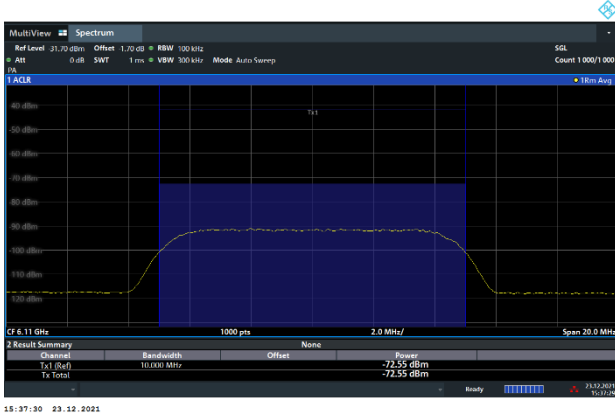 MultiView Spectrum
Ref Level -31.70 dBm Offset -1.70 dB RBW 100 kHz SGL
Att 0 dB SWT 1 ms VBW 300 kHz Mode Auto Sweep Count 1 000/1 000
PA
1 ACLR 1Rm Avg
-40 dBm
Tx1
-50 dBm
-60 dBm
-70 dBm
-80 dBm
-90 dBm
-100 dBm
-110 dBm
-120 dBm
CF 6.11 GHz 1000 pts 2.0 MHz/ Span 20.0 MHz
2 Result Summary None
Channel Bandwidth Offset Power
Tx1 (Ref) 10.000 MHz -72.55 dBm
Tx Total -72.55 dBm
Ready 23.12.2021
15:37:29
15:37:30 23.12.2021